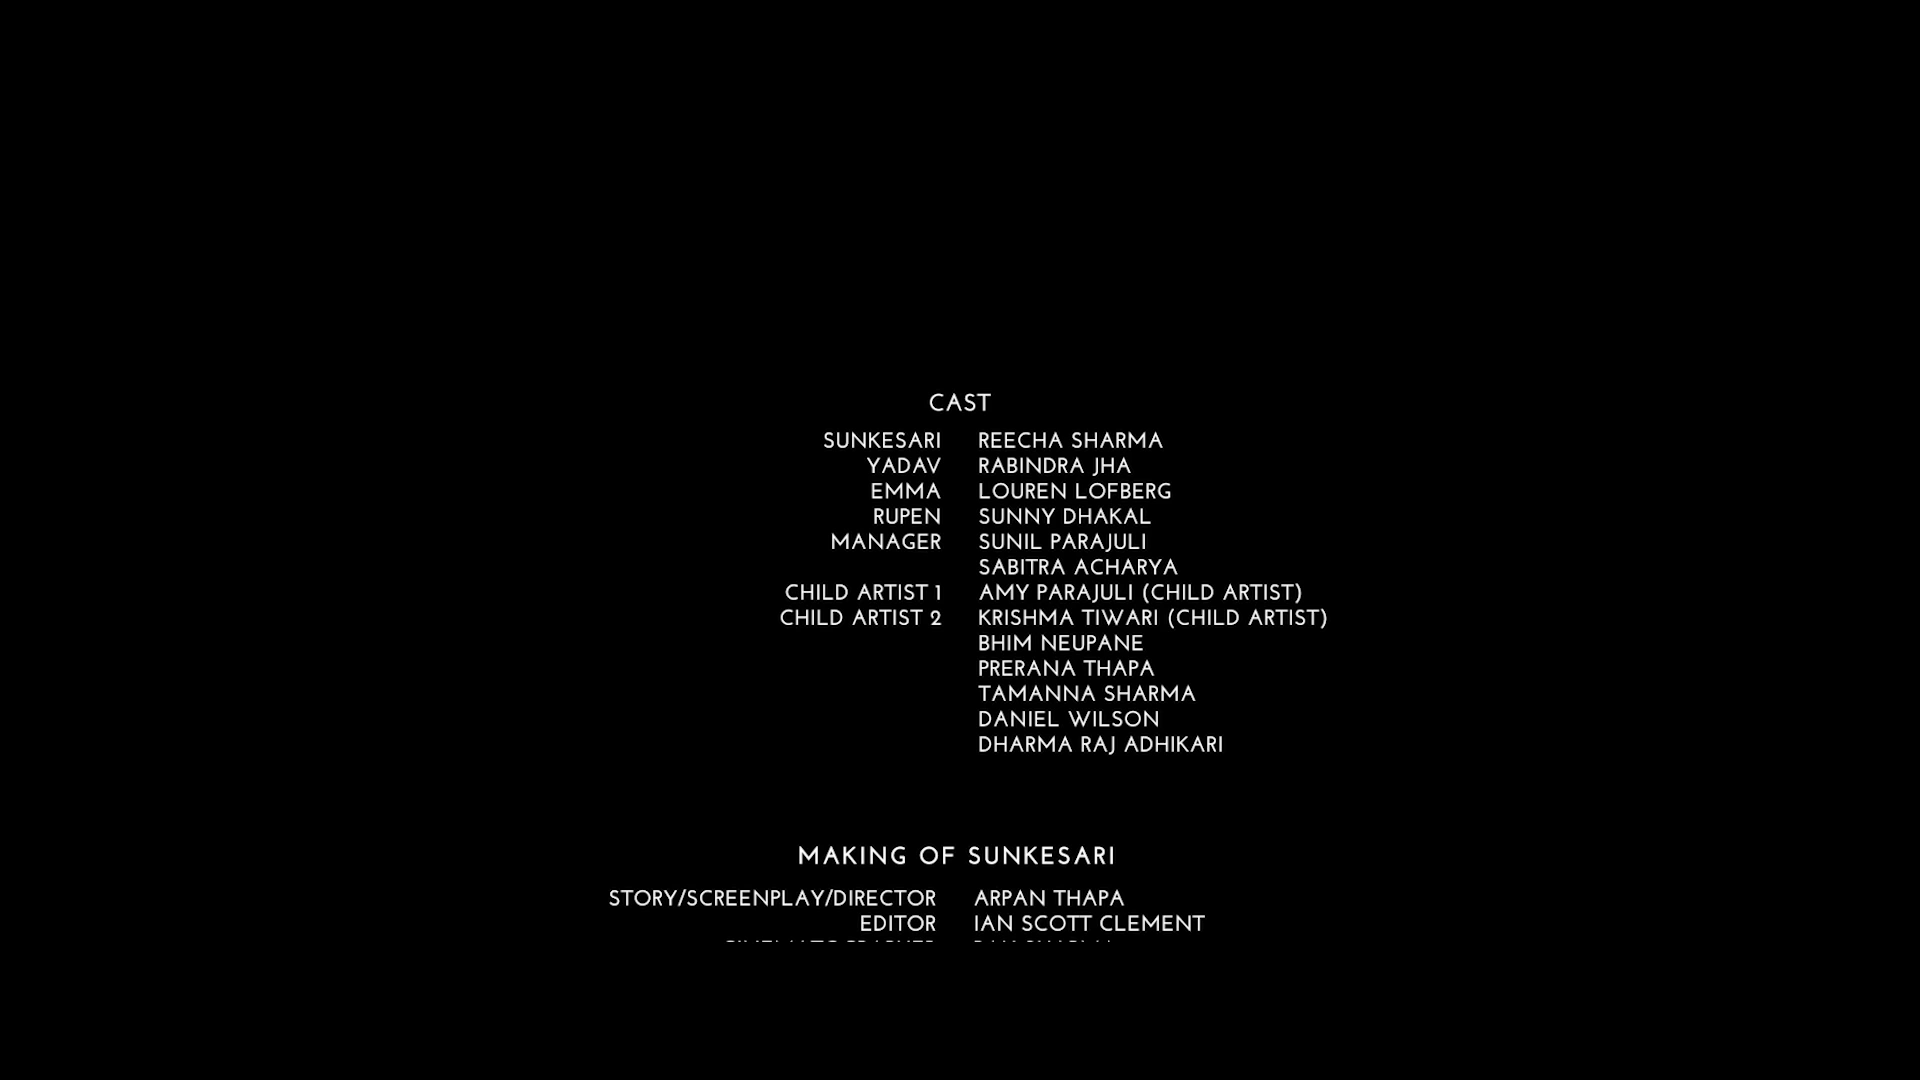 CAST
SUNKESARI REECHA SHARMA
YADAV RABINDRA JHA
EMMA LOUREN LOFBERG
RUPEN SUNNY DHAKAL
MANAGER SUNIL PARAJULI
SABITRA ACHARYA
CHILD ARTIST 1 AMY PARAJULI (CHILD ARTIST)
CHILD ARTIST 2 KRISHMA TIWARI (CHILD ARTIST)
BHIM NEUPANE
PRERANA THAPA
TAMANNA SHARMA
DANIEL WILSON
DHARMA RAJ ADHIKARI
MAKING OF SUNKESARI
STORY/SCREENPLAY/DIRECTOR ARPAN THAPA
EDITOR IAN SCOTT CLEMENT